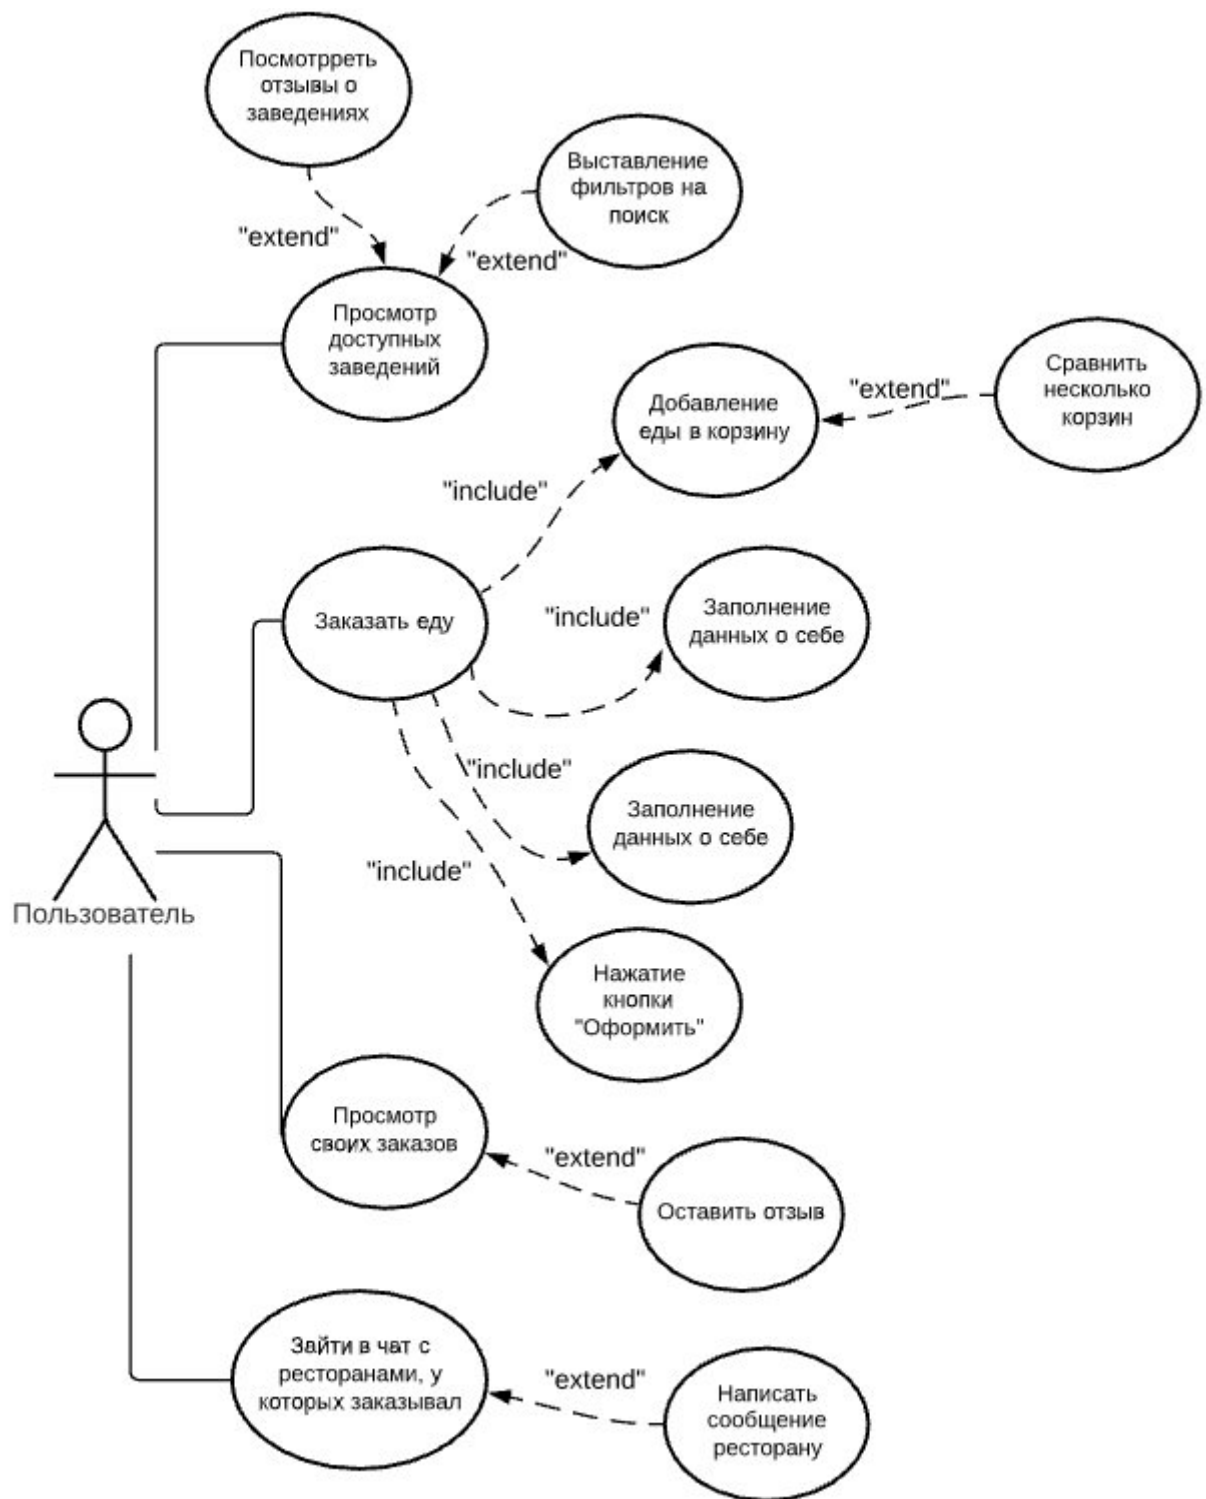 Посмотрреть
отзывы о
заведениях
Выставление
фильтров на
поиск
"extend"
"extend"
Просмотр
доступных
заведений
Сравнить
несколько
корзин
"extend"
Добавление
еды в корзину
"include"
Заказать еду
"include"
Заполнение
данных о себе
"include"
Заполнение
данных о себе
"include"
Пользователь
Нажатие
кнопки
"Оформить"
Просмотр
своих заказов
"extend"
Оставить отзыв
Зайти в чат с
ресторанами, у
которых заказывал
"extend"
Написать
сообщение
ресторану